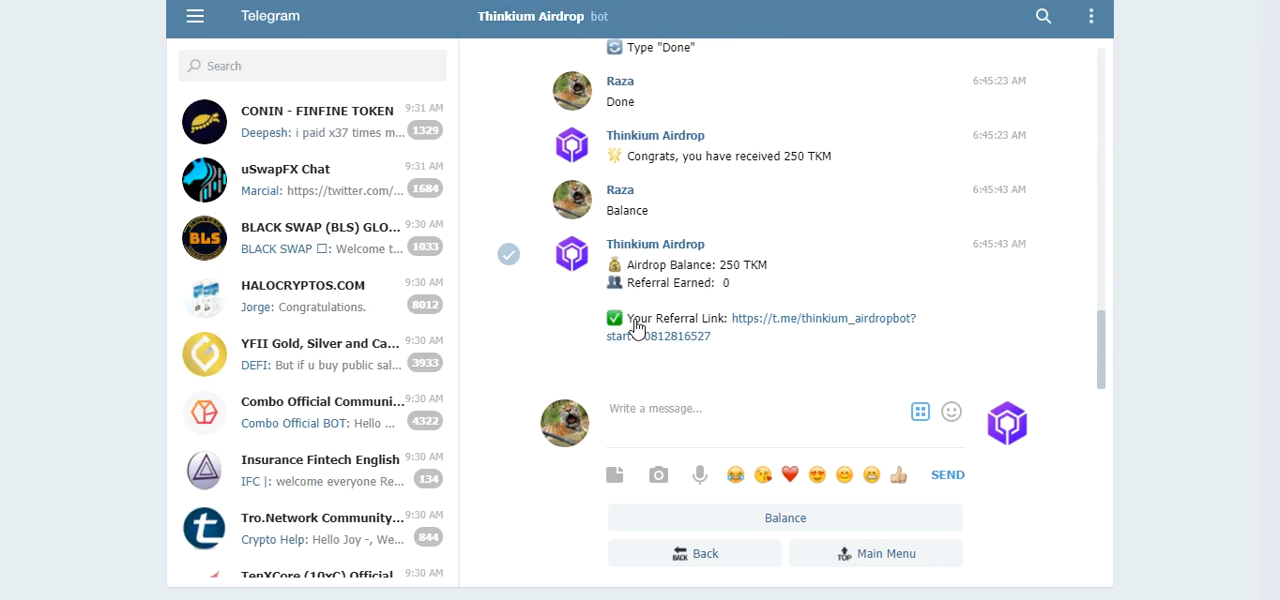 Telegram
Thinkium Airdrop bot
Search
CONIN - FINFINE TOKEN 9:31 AM
Deepesh: i paid x37 times m... 1329
uSwapFX Chat 9:31 AM
Marcial: https://twitter.com/... 1684
BLACK SWAP (BLS) GLO... 9:30 AM
BLS
BLACK SWAP □: Welcome t... 1033
HALOCRYPTOS.COM 9:30 AM
Jorge: Congratulations. 8012
YFII Gold, Silver and Ca... 9:30 AM
DEFI: But if u buy public sal... 3933
Combo Official Communi... 9:30 AM
Combo Official BOT: Hello ... 4322
Insurance Fintech English 9:30 AM
IFC |: welcome everyone Re... 134
Tro.Network Community... 9:30 AM
Crypto Help: Hello Joy -, We... 844
TenXCore (10xC) Official 9:30 AM
Type "Done"
Raza 6:45:23 AM
Done
Thinkium Airdrop 6:45:23 AM
Congrats, you have received 250 TKM
Raza 6:45:43 AM
Balance
Thinkium Airdrop 6:45:43 AM
Airdrop Balance: 250 TKM
Referral Earned: 0
Your Referral Link: https://t.me/thinkium_airdropbot?
start 0812816527
Write a message...
SEND
Balance
BACK Back
TOP Main Menu